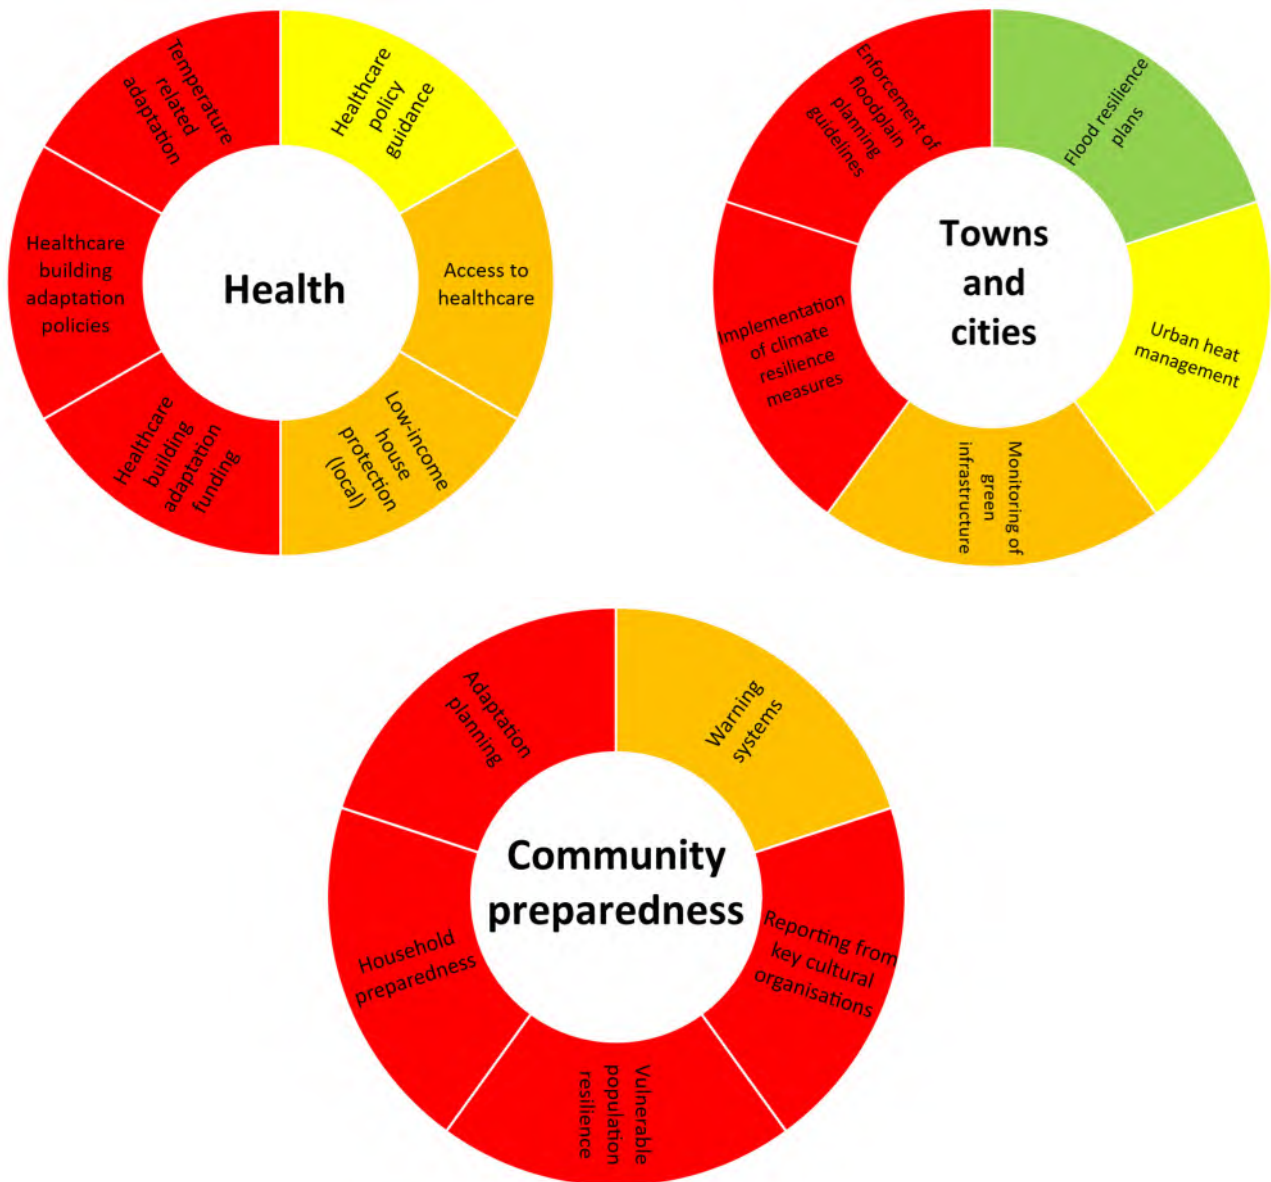 Health
Healthcare
policy
guidance
Access to
healthcare
Low-income
house
protection
(local)
Healthcare
building
adaptation
funding
Healthcare
building
adaptation
policies
Temperature
related
adaptation
Towns
and
cities
Flood resilience
plans
Urban heat
management
Monitoring of
green
infrastructure
Implementation
of climate
resilience
measures
Enforcement of
floodplain
planning
guidelines
Community
preparedness
Warning
systems
Reporting from
key cultural
organisations
Vulnerable
population
resilience
Household
preparedness
Adaptation
planning